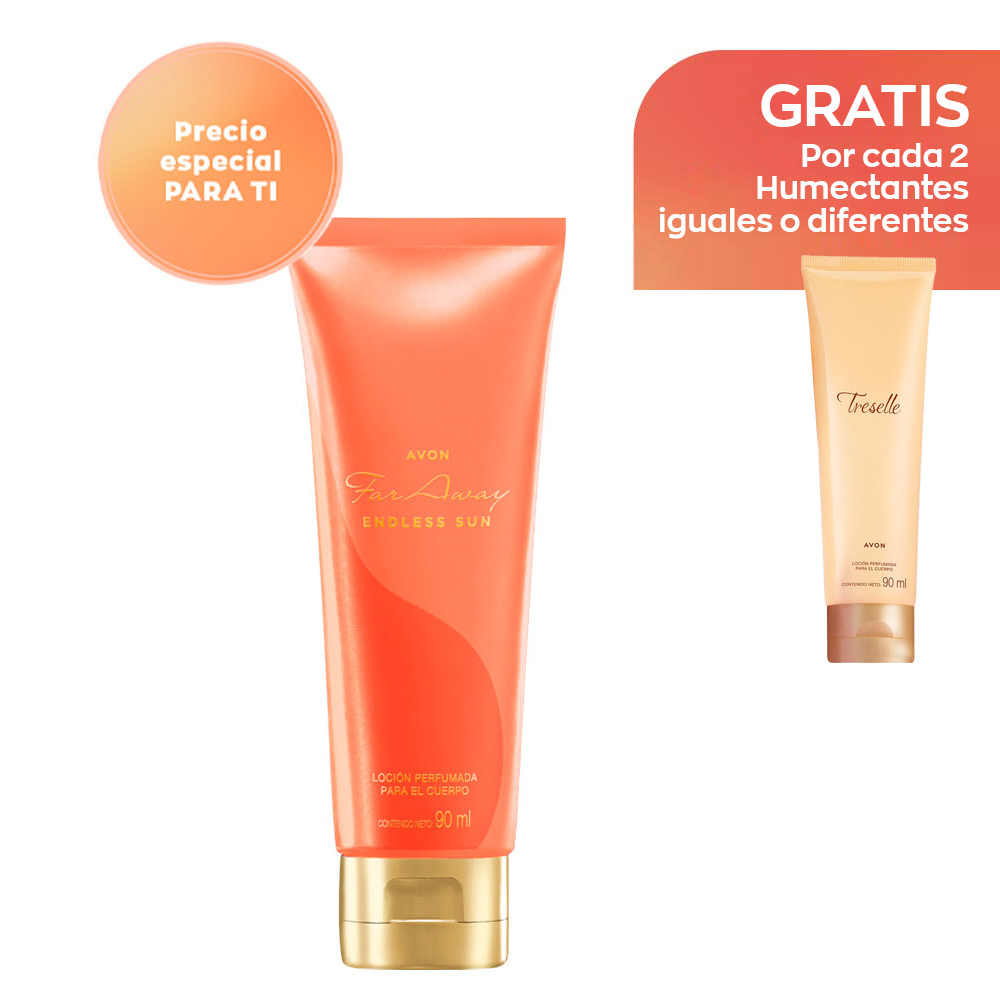 Precio
especial
PARA TI
GRATIS
Por cada 2
Humectantes
iguales o diferentes
AVON
Far Away
ENDLESS SUN
LOCIÓN PERFUMADA
PARA EL CUERPO
CONTENIDO NETO: 90 ml
Treselle
AVON
LOCIÓN PERFUMADA
PARA EL CUERPO
CONTENIDO NETO: 90 ml